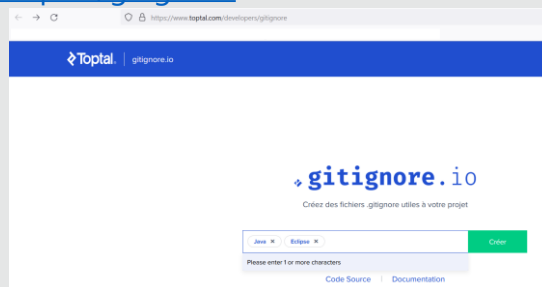 https://www.toptal.com/developers/gitignore
Toptal. | gitignore.io
.gitignore.io
Créez des fichiers .gitignore utiles à votre projet
Java × Eclipse × Créer
Please enter 1 or more characters
Code Source | Documentation